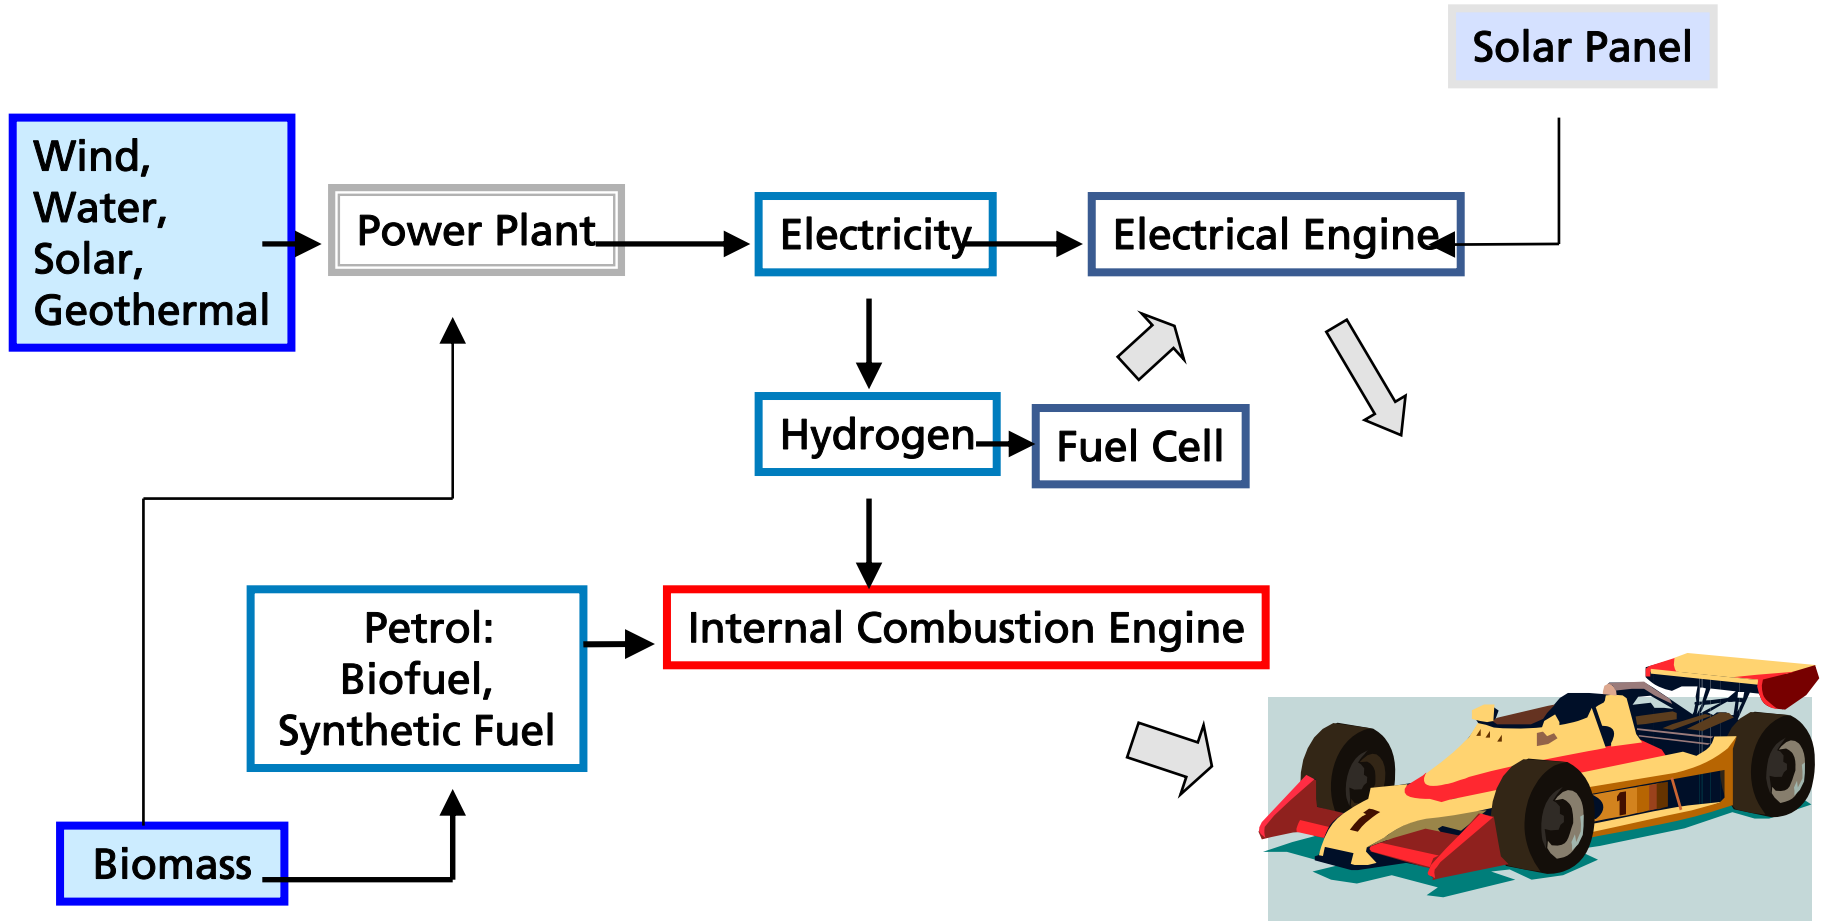 Solar Panel
Wind,
Water,
Solar,
Geothermal
Power Plant
Electricity
Electrical Engine
Hydrogen
Fuel Cell
Petrol:
Biofuel,
Synthetic Fuel
Internal Combustion Engine
Biomass
1
1